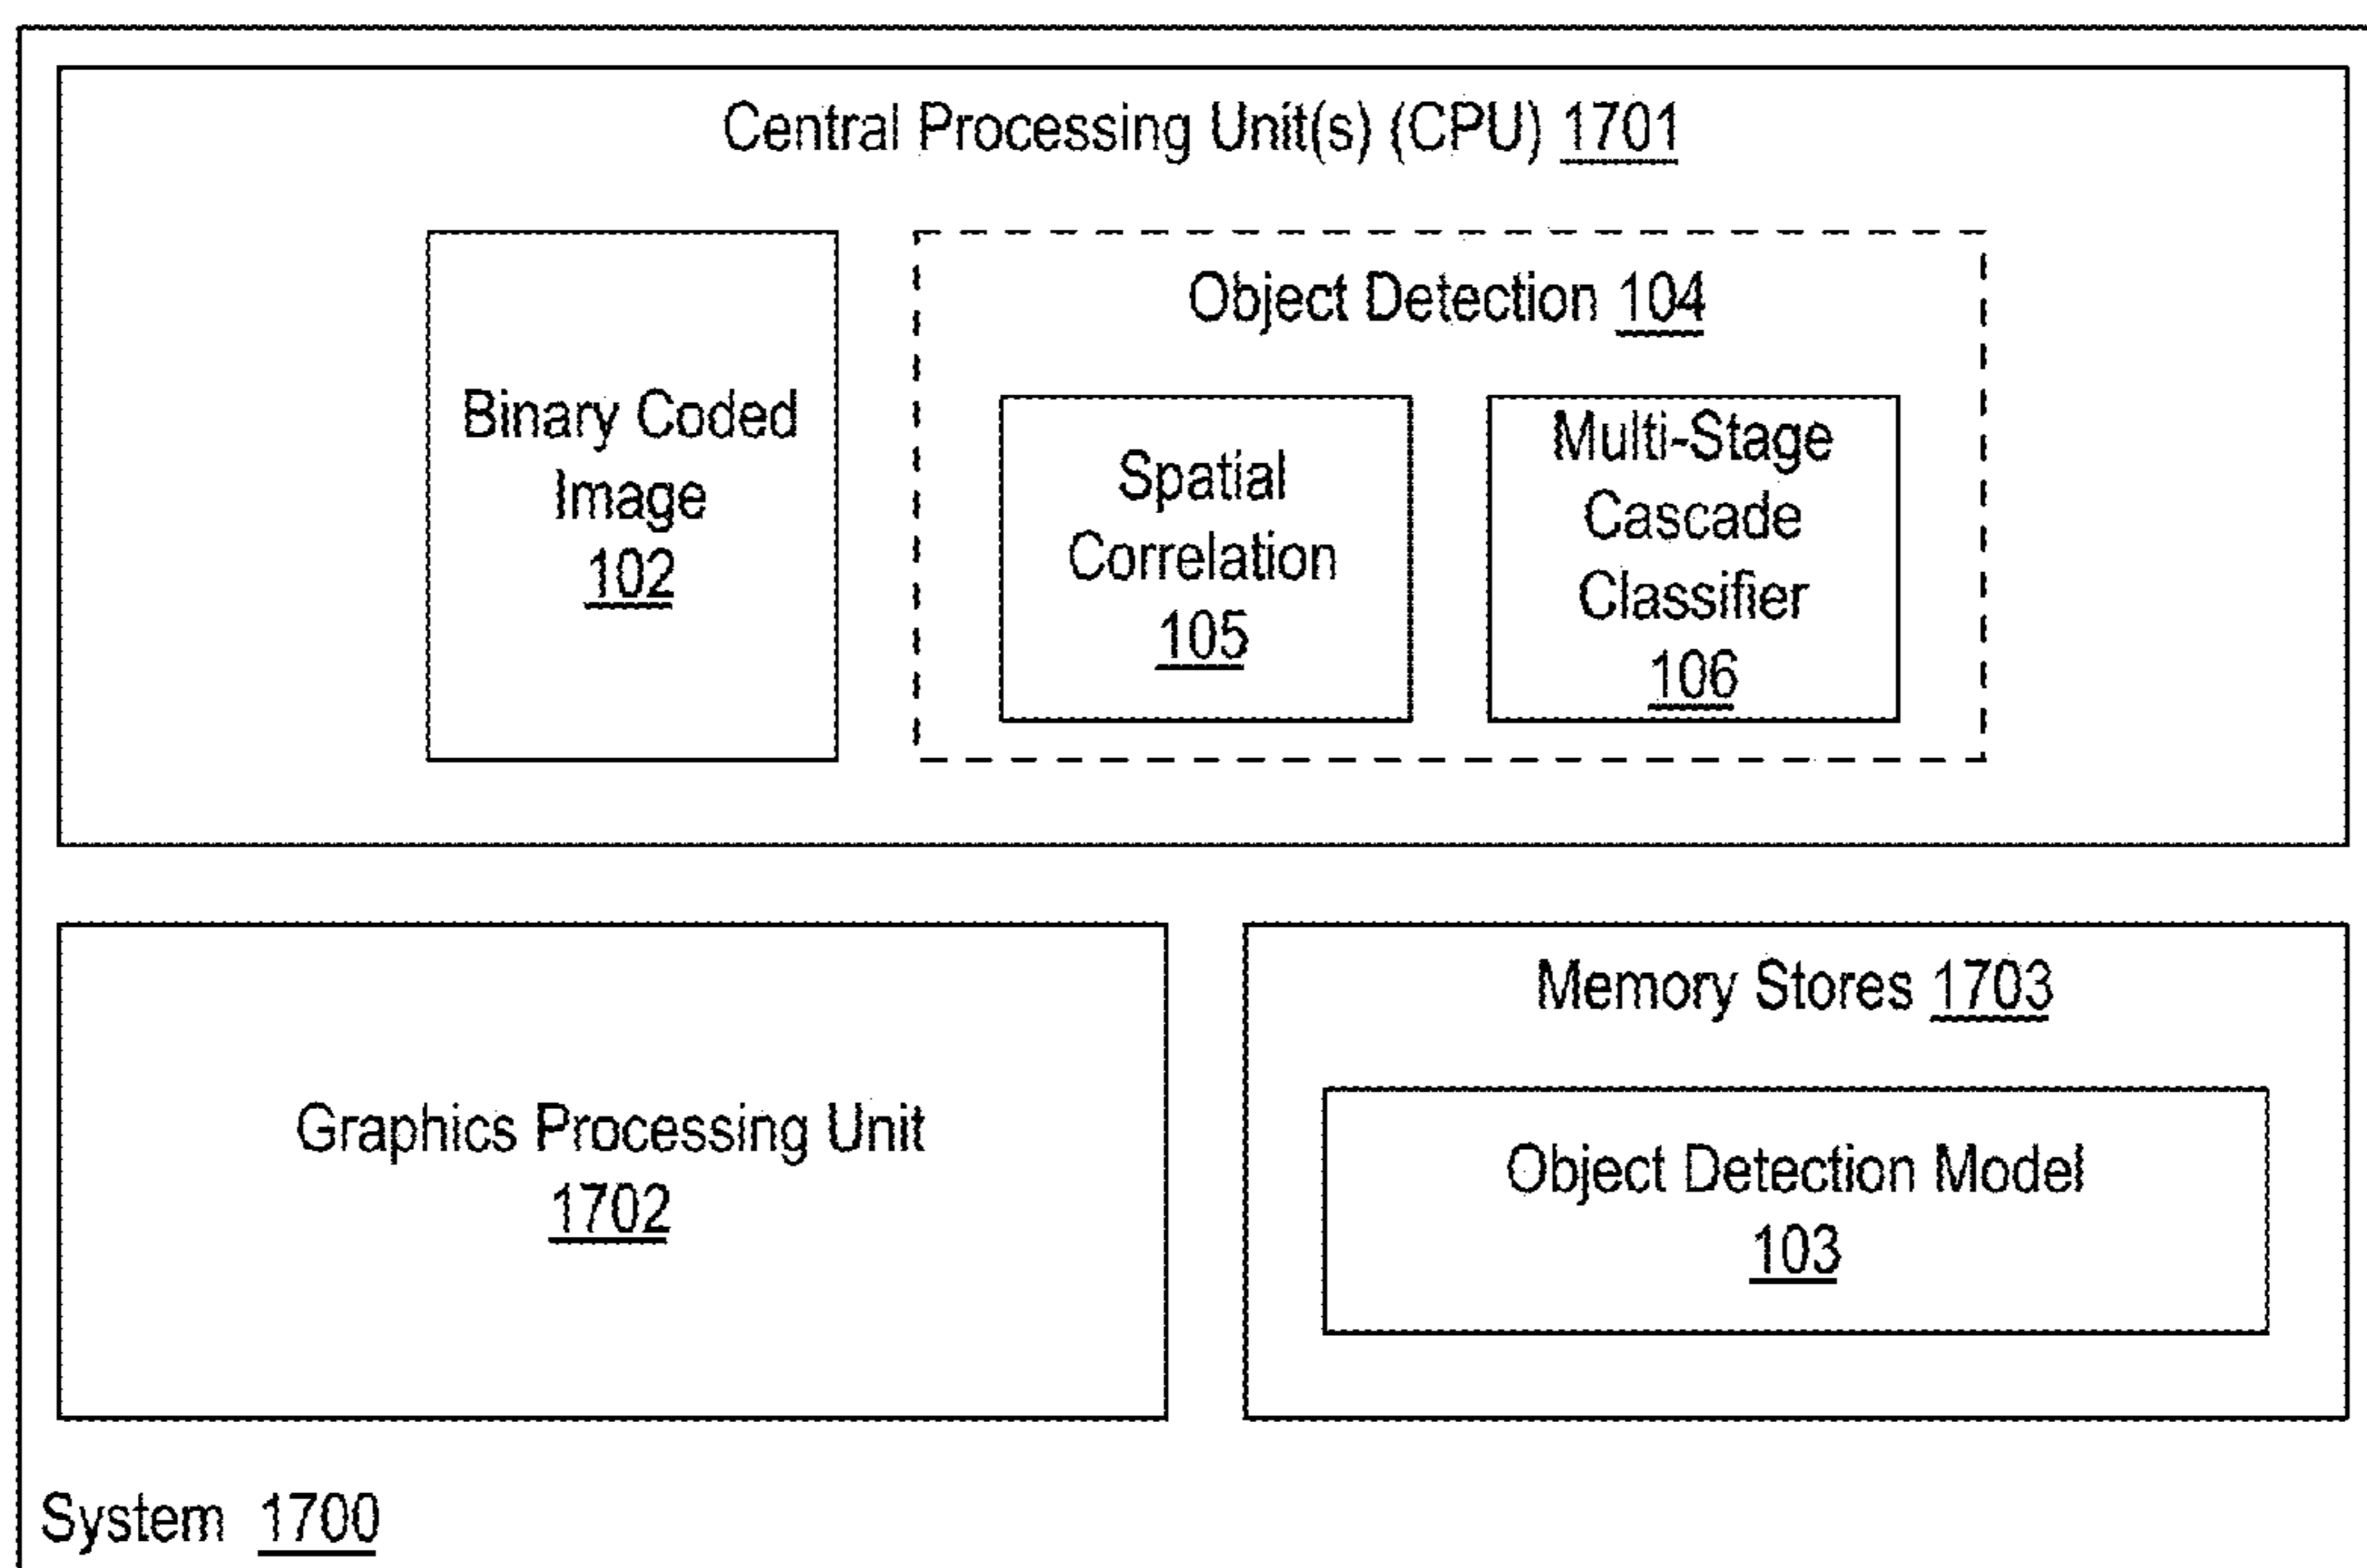 Central Processing Unit(s) (CPU) 1701
Binary Coded
Image
102
Object Detection 104
Spatial
Correlation
105
Multi-Stage
Cascade
Classifier
106
Graphics Processing Unit
1702
Memory Stores 1703
Object Detection Model
103
System 1700